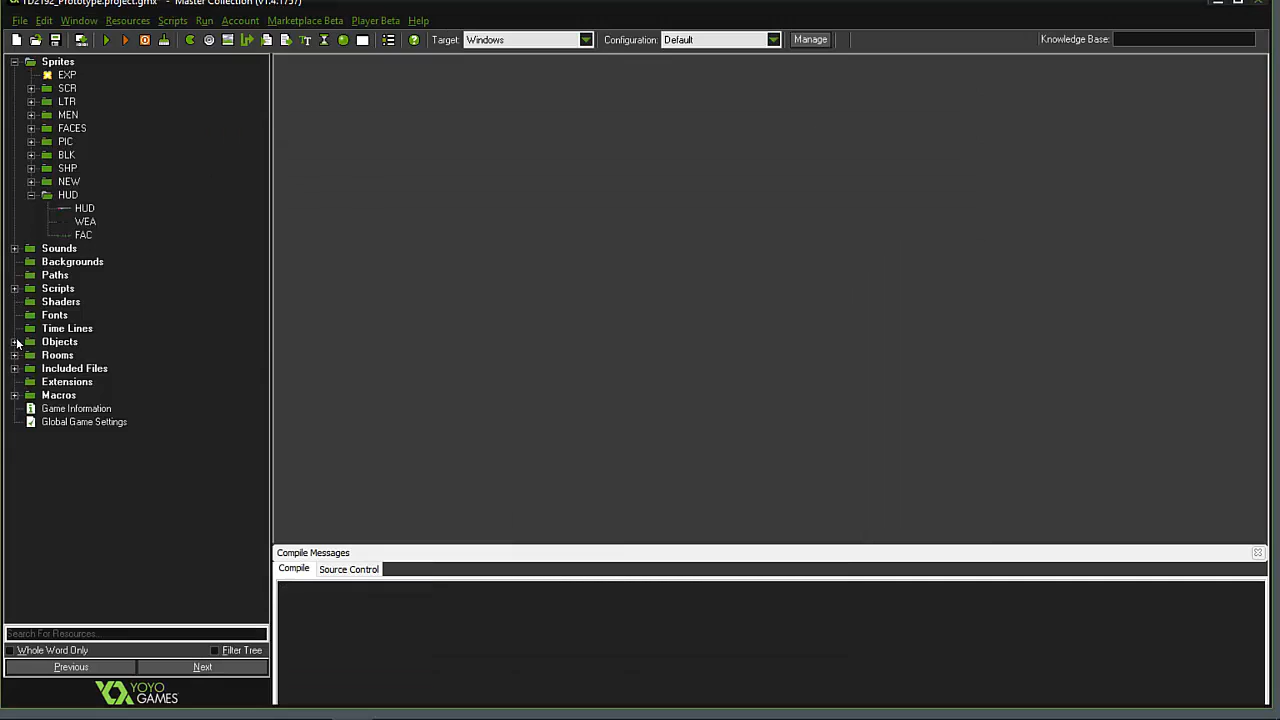 TD2192_Prototype.project.gmx* - Master Collection (v1.4.1757)
File Edit Window Resources Scripts Run Account Marketplace Beta Player Beta Help
Target: Windows Configuration: Default Manage Knowledge Base:
Sprites
EXP
SCR
LTR
MEN
FACES
PIC
BLK
SHP
NEW
HUD
HUD
WEA
FAC
Sounds
Backgrounds
Paths
Scripts
Shaders
Fonts
Time Lines
Objects
Rooms
Included Files
Extensions
Macros
Game Information
Global Game Settings
Compile Messages
Compile Source Control
Search For Resources...
Whole Word Only Filter Tree
Previous Next
YOYO
GAMES